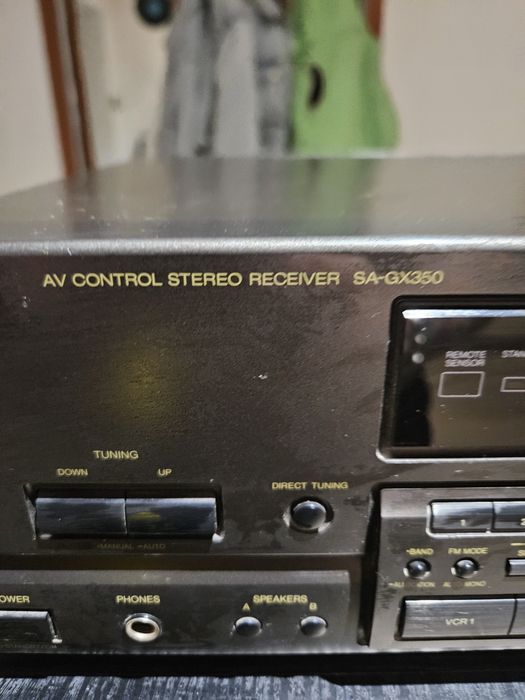 AV CONTROL STEREO RECEIVER SA-GX350
REMOTE
SENSOR
TUNING
DOWN UP
DIRECT TUNING
MANUAL AUTO
BAND FM MODE
MONO
PHONES SPEAKERS
A B
VCR 1